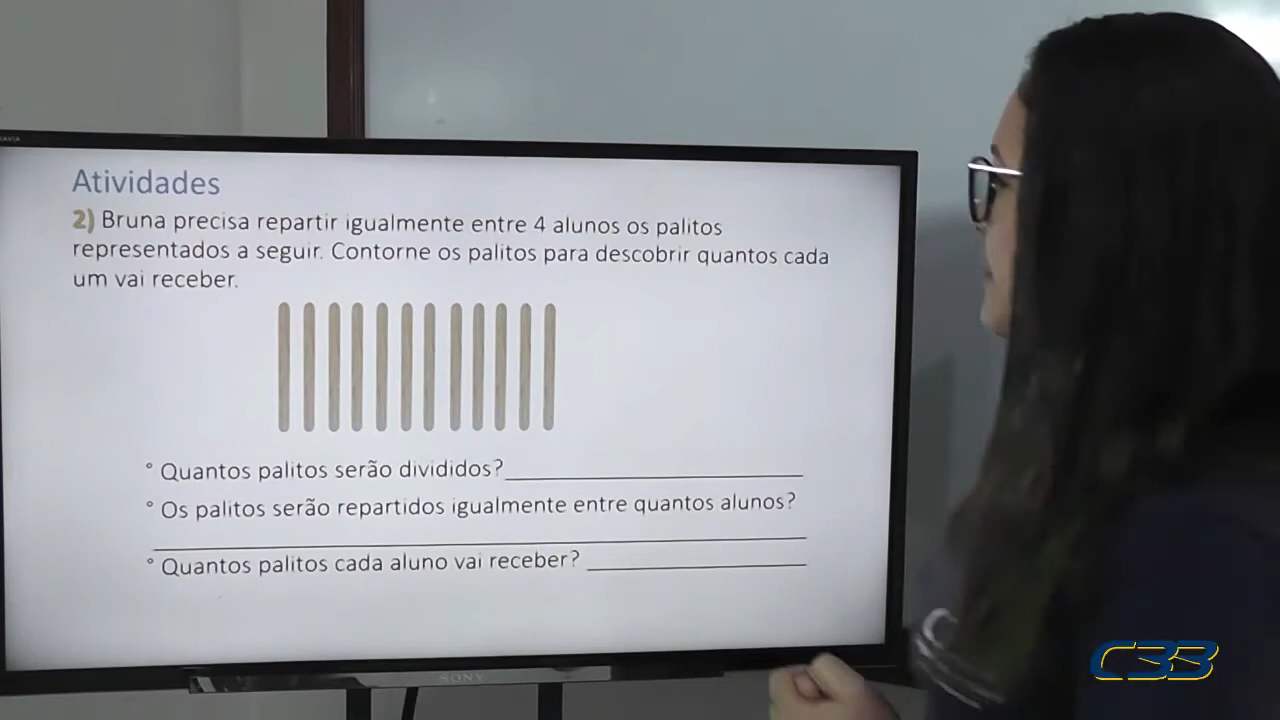 Atividades
2) Bruna precisa repartir igualmente entre 4 alunos os palitos
representados a seguir. Contorne os palitos para descobrir quantos cada
um vai receber.
° Quantos palitos serão divididos?
° Os palitos serão repartidos igualmente entre quantos alunos?
° Quantos palitos cada aluno vai receber?
SONY
C33